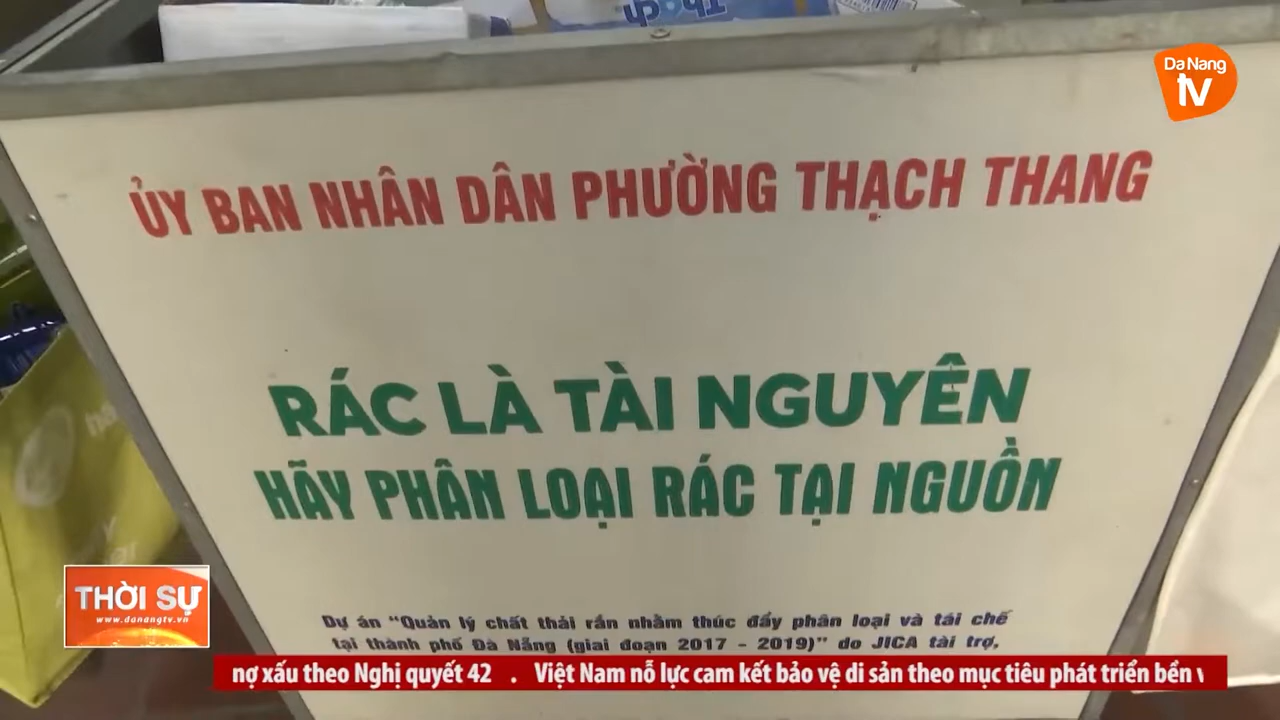 Thạch
Da Nang
tv
ỦY BAN NHÂN DÂN PHƯỜNG THẠCH THANG
RÁC LÀ TÀI NGUYÊN
HÃY PHÂN LOẠI RÁC TẠI NGUỒN
THỜI SỰ
www.danangtv.vn
Dự án “Quản lý chất thải rắn nhằm thúc đẩy phân loại và tái chế
tại thành phố Đà Nẵng (giai đoạn 2017 - 2019)” do JICA tài trợ,
nợ xấu theo Nghị quyết 42 . Việt Nam nỗ lực cam kết bảo vệ di sản theo mục tiêu phát triển bền